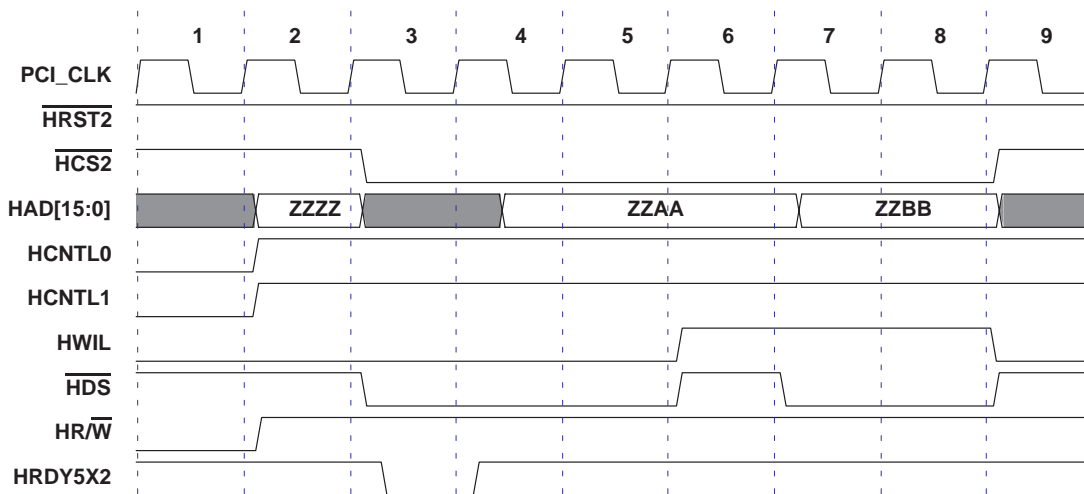 1 2 3 4 5 6 7 8 9
PCI_CLK
HRST2
HCS2
HAD[15:0] ZZZZ ZZAA ZZBB
HCNTL0
HCNTL1
HWIL
HDS
HR/W
HRDY5X2